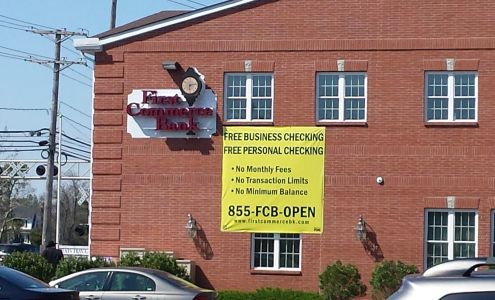 First
Commerce
Bank
FREE BUSINESS CHECKING
FREE PERSONAL CHECKING
• No Monthly Fees
• No Transaction Limits
• No Minimum Balance
855-FCB-OPEN
www.firstcommercebk.com